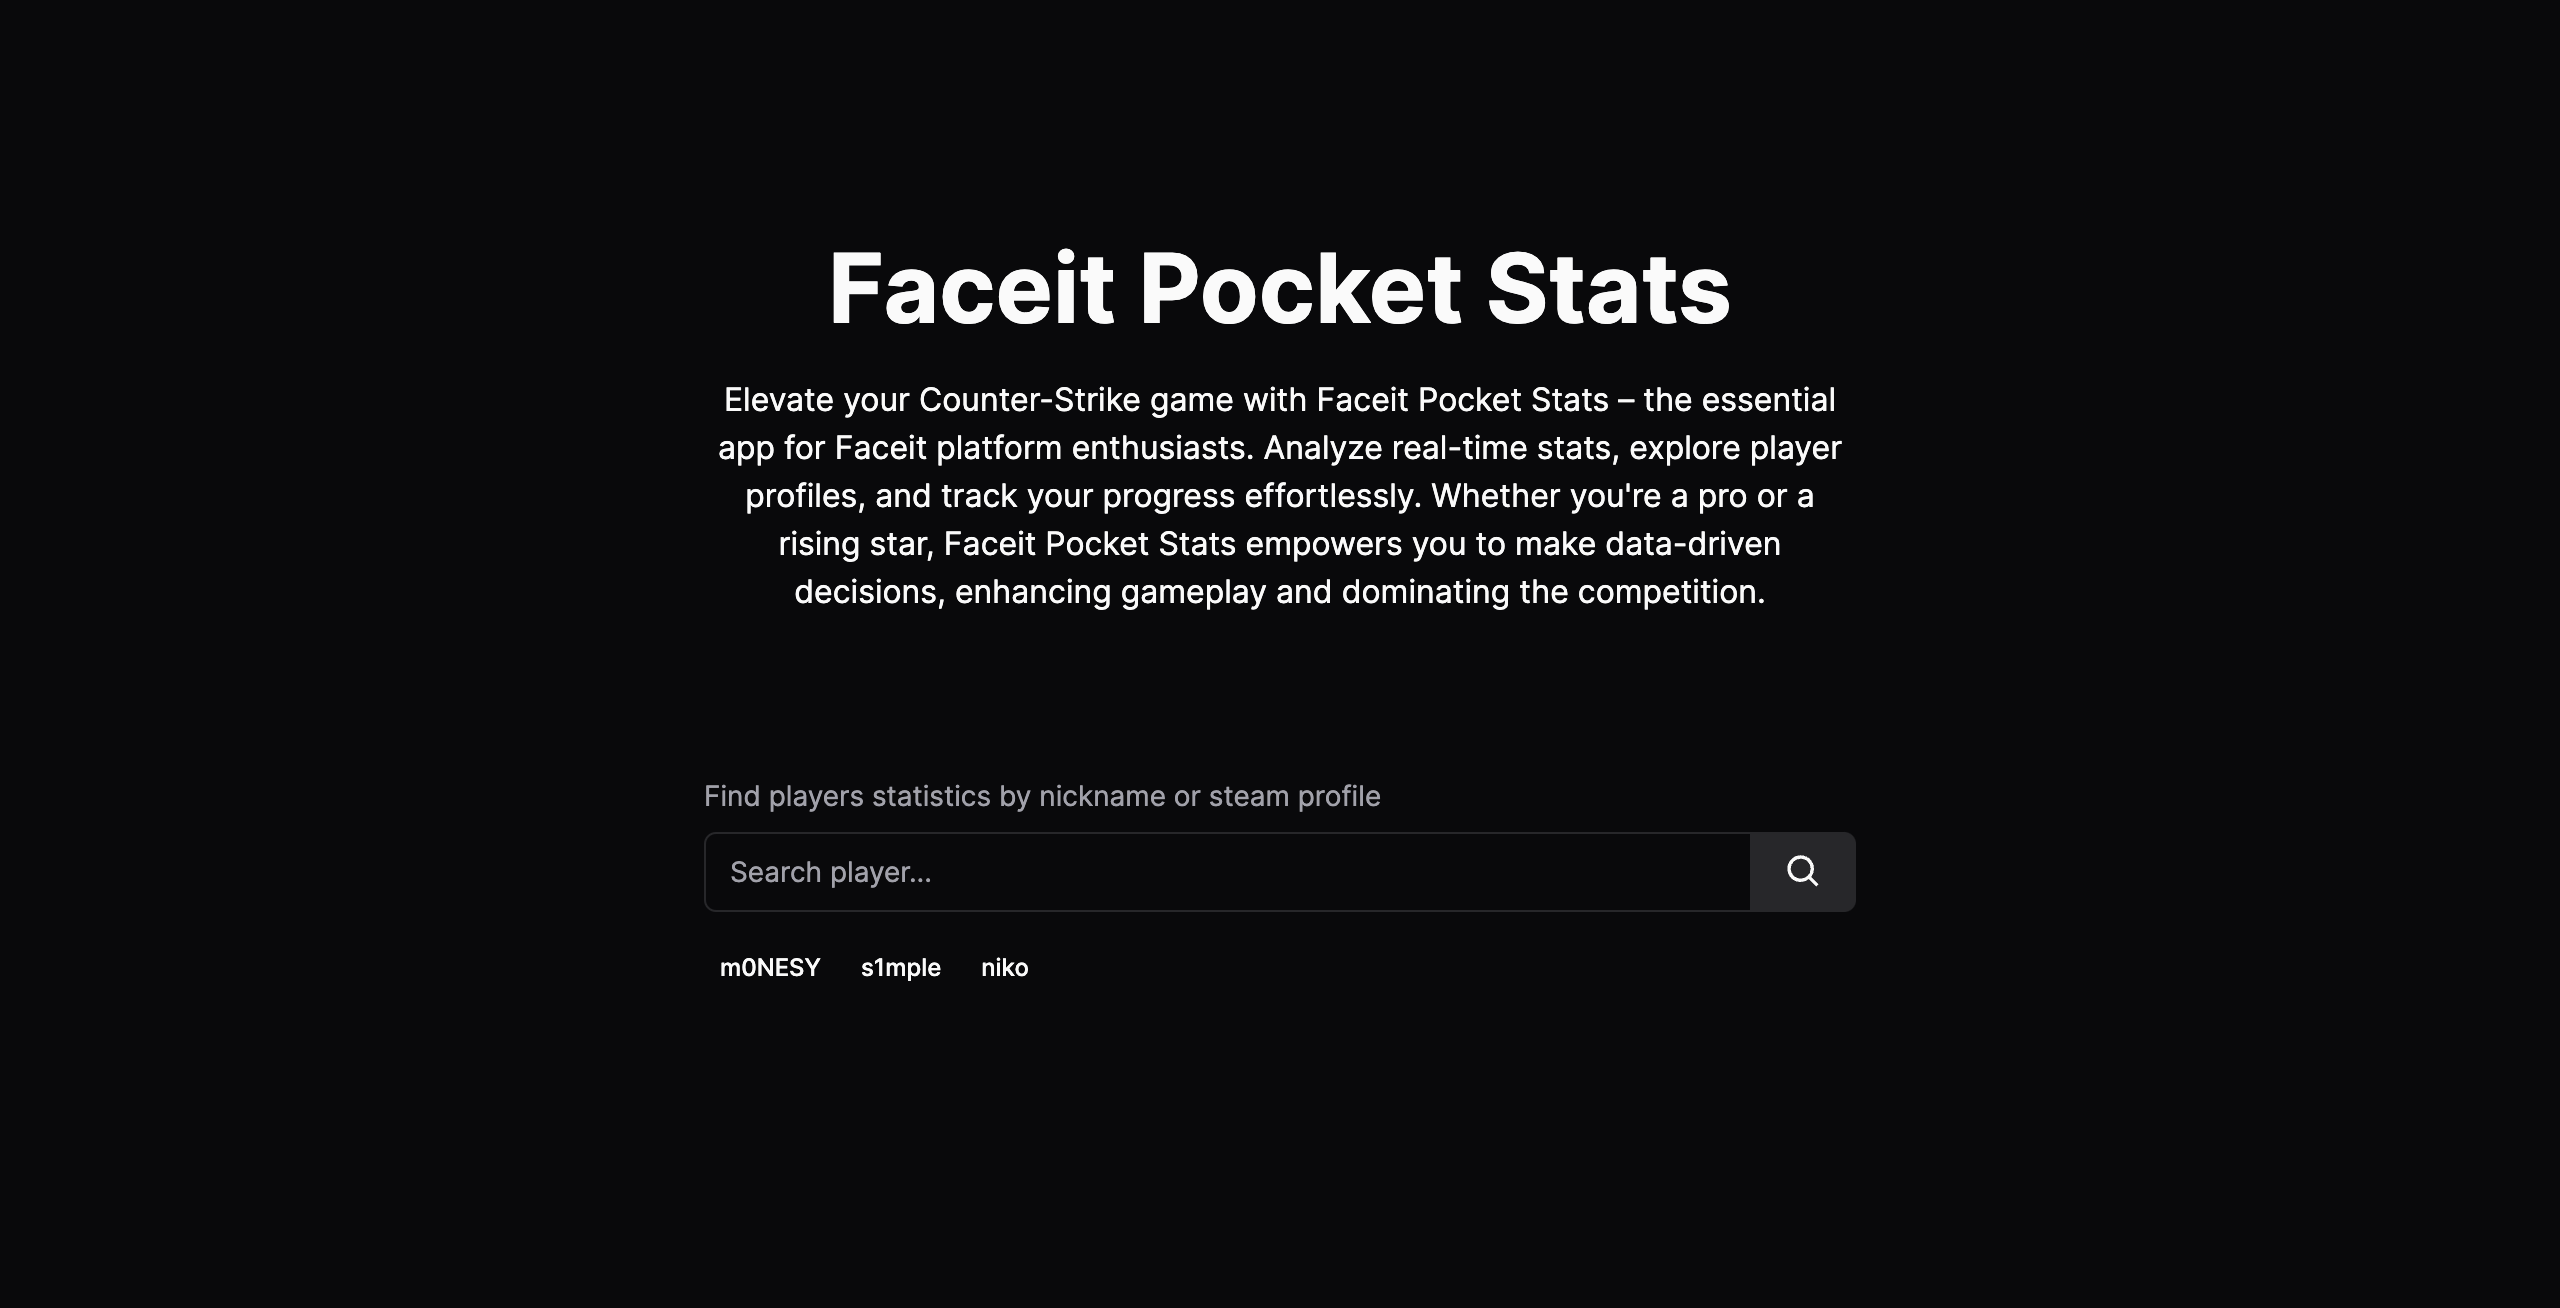 Faceit Pocket Stats
Elevate your Counter-Strike game with Faceit Pocket Stats – the essential
app for Faceit platform enthusiasts. Analyze real-time stats, explore player
profiles, and track your progress effortlessly. Whether you're a pro or a
rising star, Faceit Pocket Stats empowers you to make data-driven
decisions, enhancing gameplay and dominating the competition.
Find players statistics by nickname or steam profile
Search player...
m0NESY s1mple niko